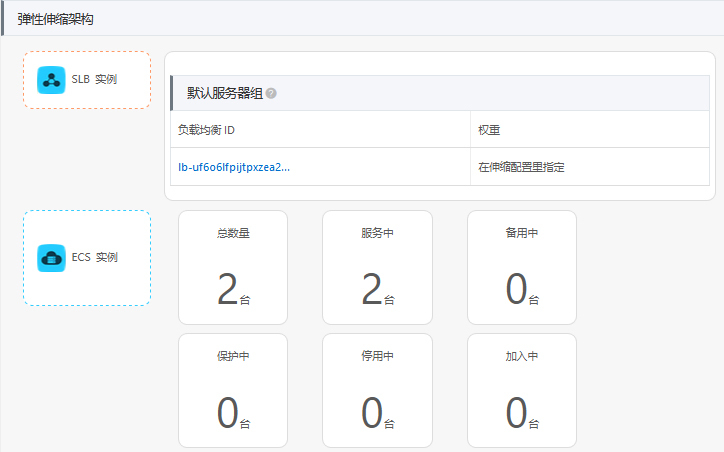 弹性伸缩架构
SLB 实例
默认服务器组 ?
负载均衡 ID 权重
lb-uf6o6lfpijtpxzea2... 在伸缩配置里指定
ECS 实例
总数量 服务中 备用中
2台 2台 0台
保护中 停用中 加入中
0台 0台 0台